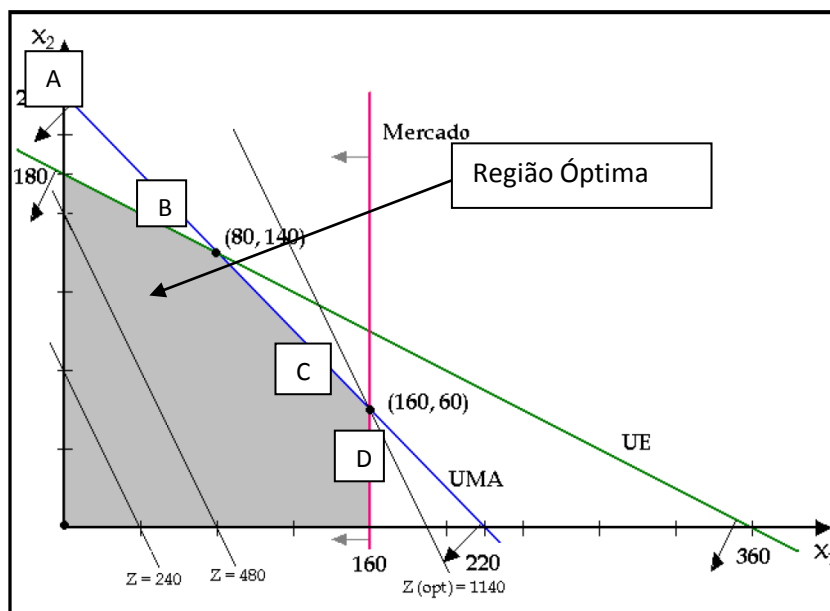 X₂
A
2
Mercado
Região Óptima
180
B
(80, 140)
C
(160, 60)
D
UMA
UE
160
220
360
X
Z = 240
Z = 480
Z (opt) = 1140